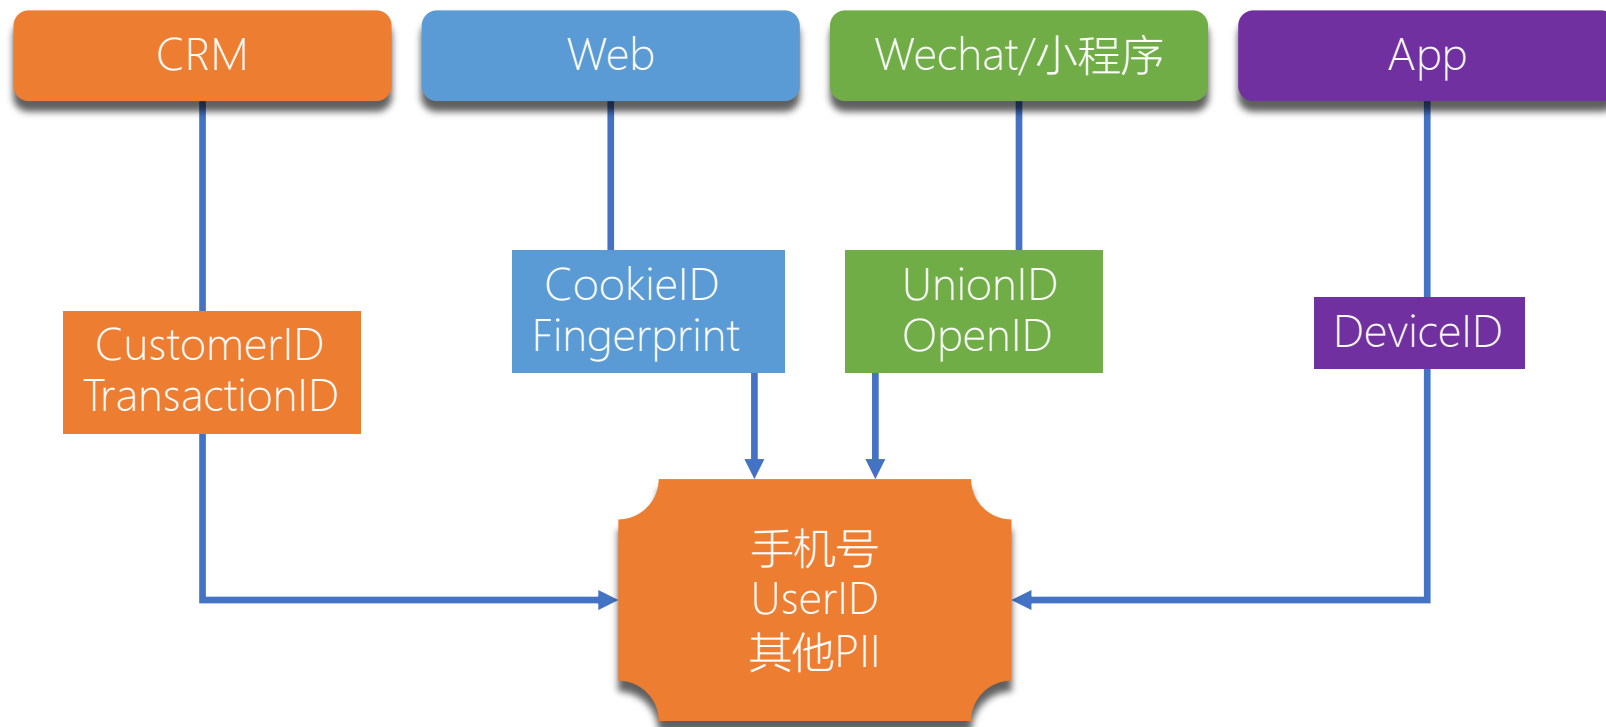 CRM
Web
Wechat/小程序
App
CookieID
Fingerprint
UnionID
OpenID
DeviceID
CustomerID
TransactionID
手机号
UserID
其他PII